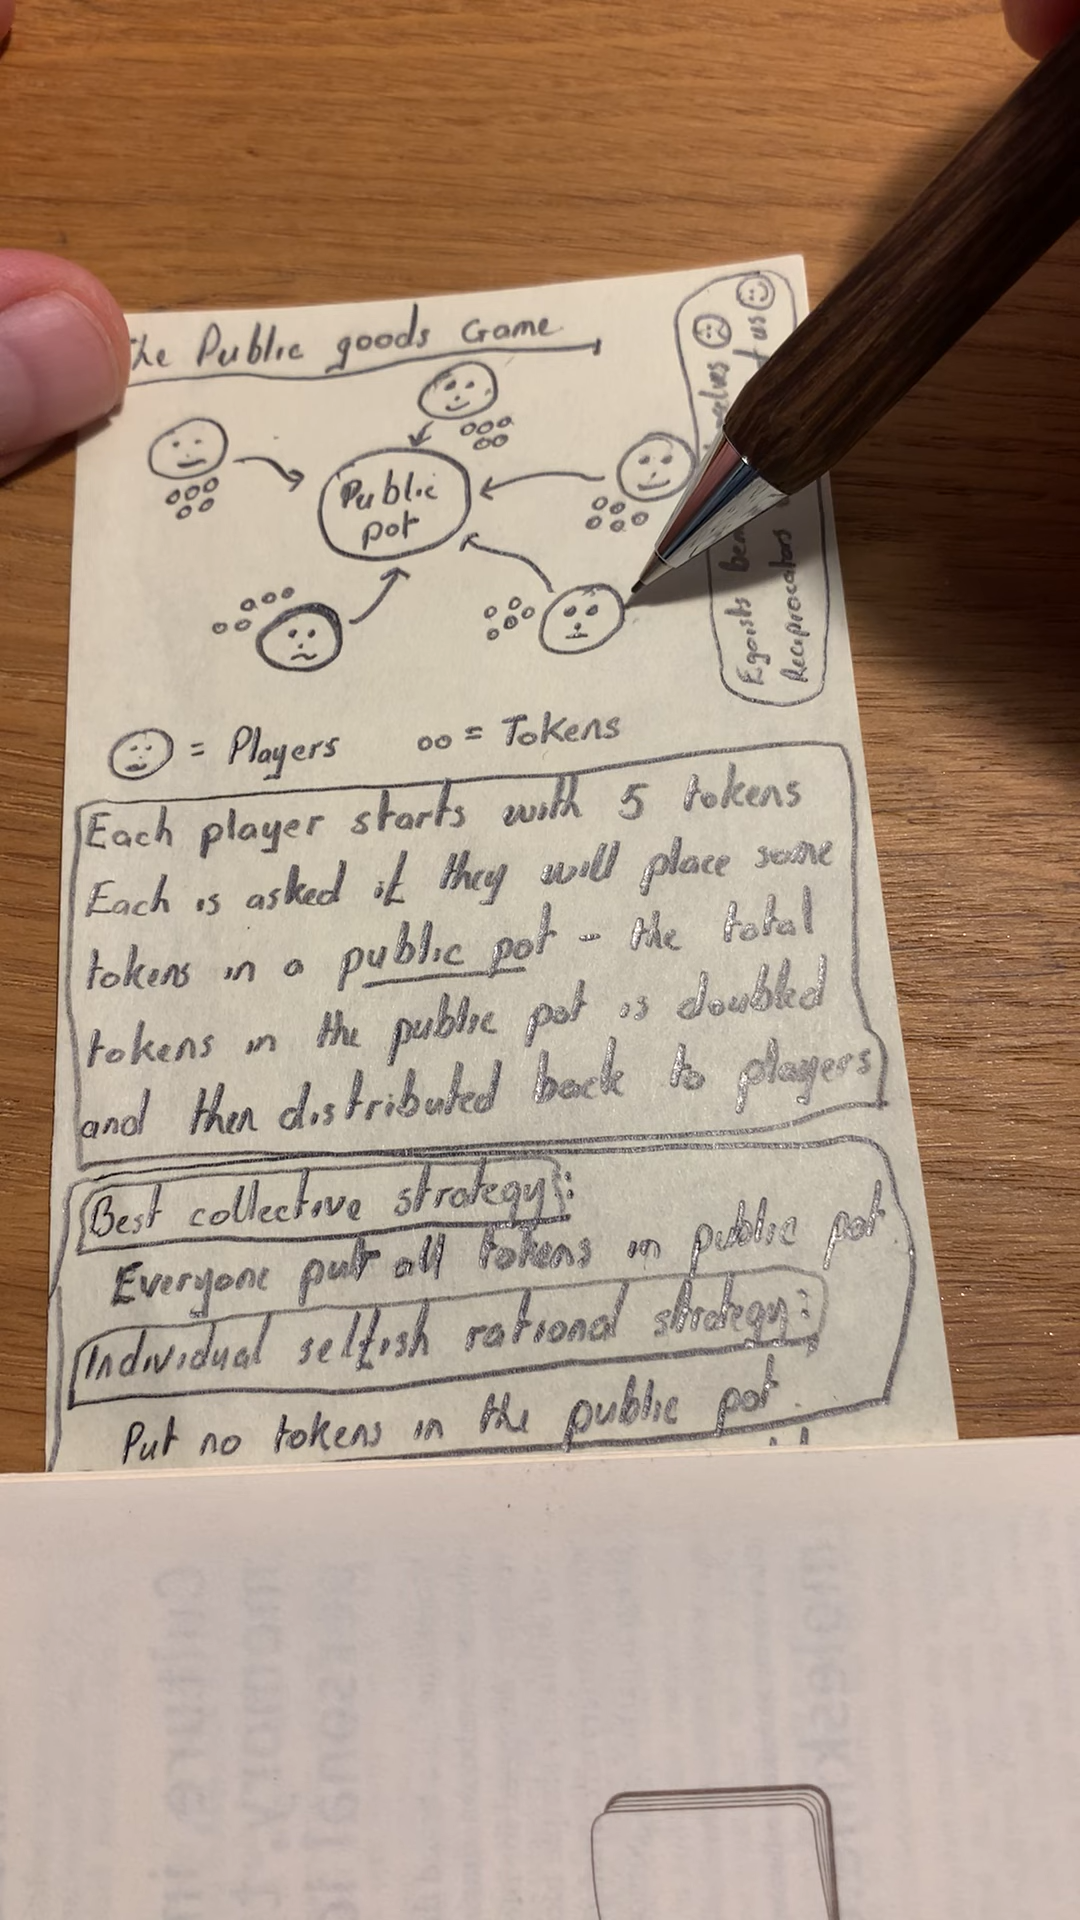 The Public goods Game
Public
pot
Egoists
Reciprocators
us
= Players
= Tokens
Each player starts with 5 tokens
Each is asked if they will place some
tokens in a public pot - the total
tokens in the public pot is doubled
and then distributed back to players
Best collective strategy:
Everyone put all tokens in public pot
Individual selfish rational strategy:
Put no tokens in the public pot.